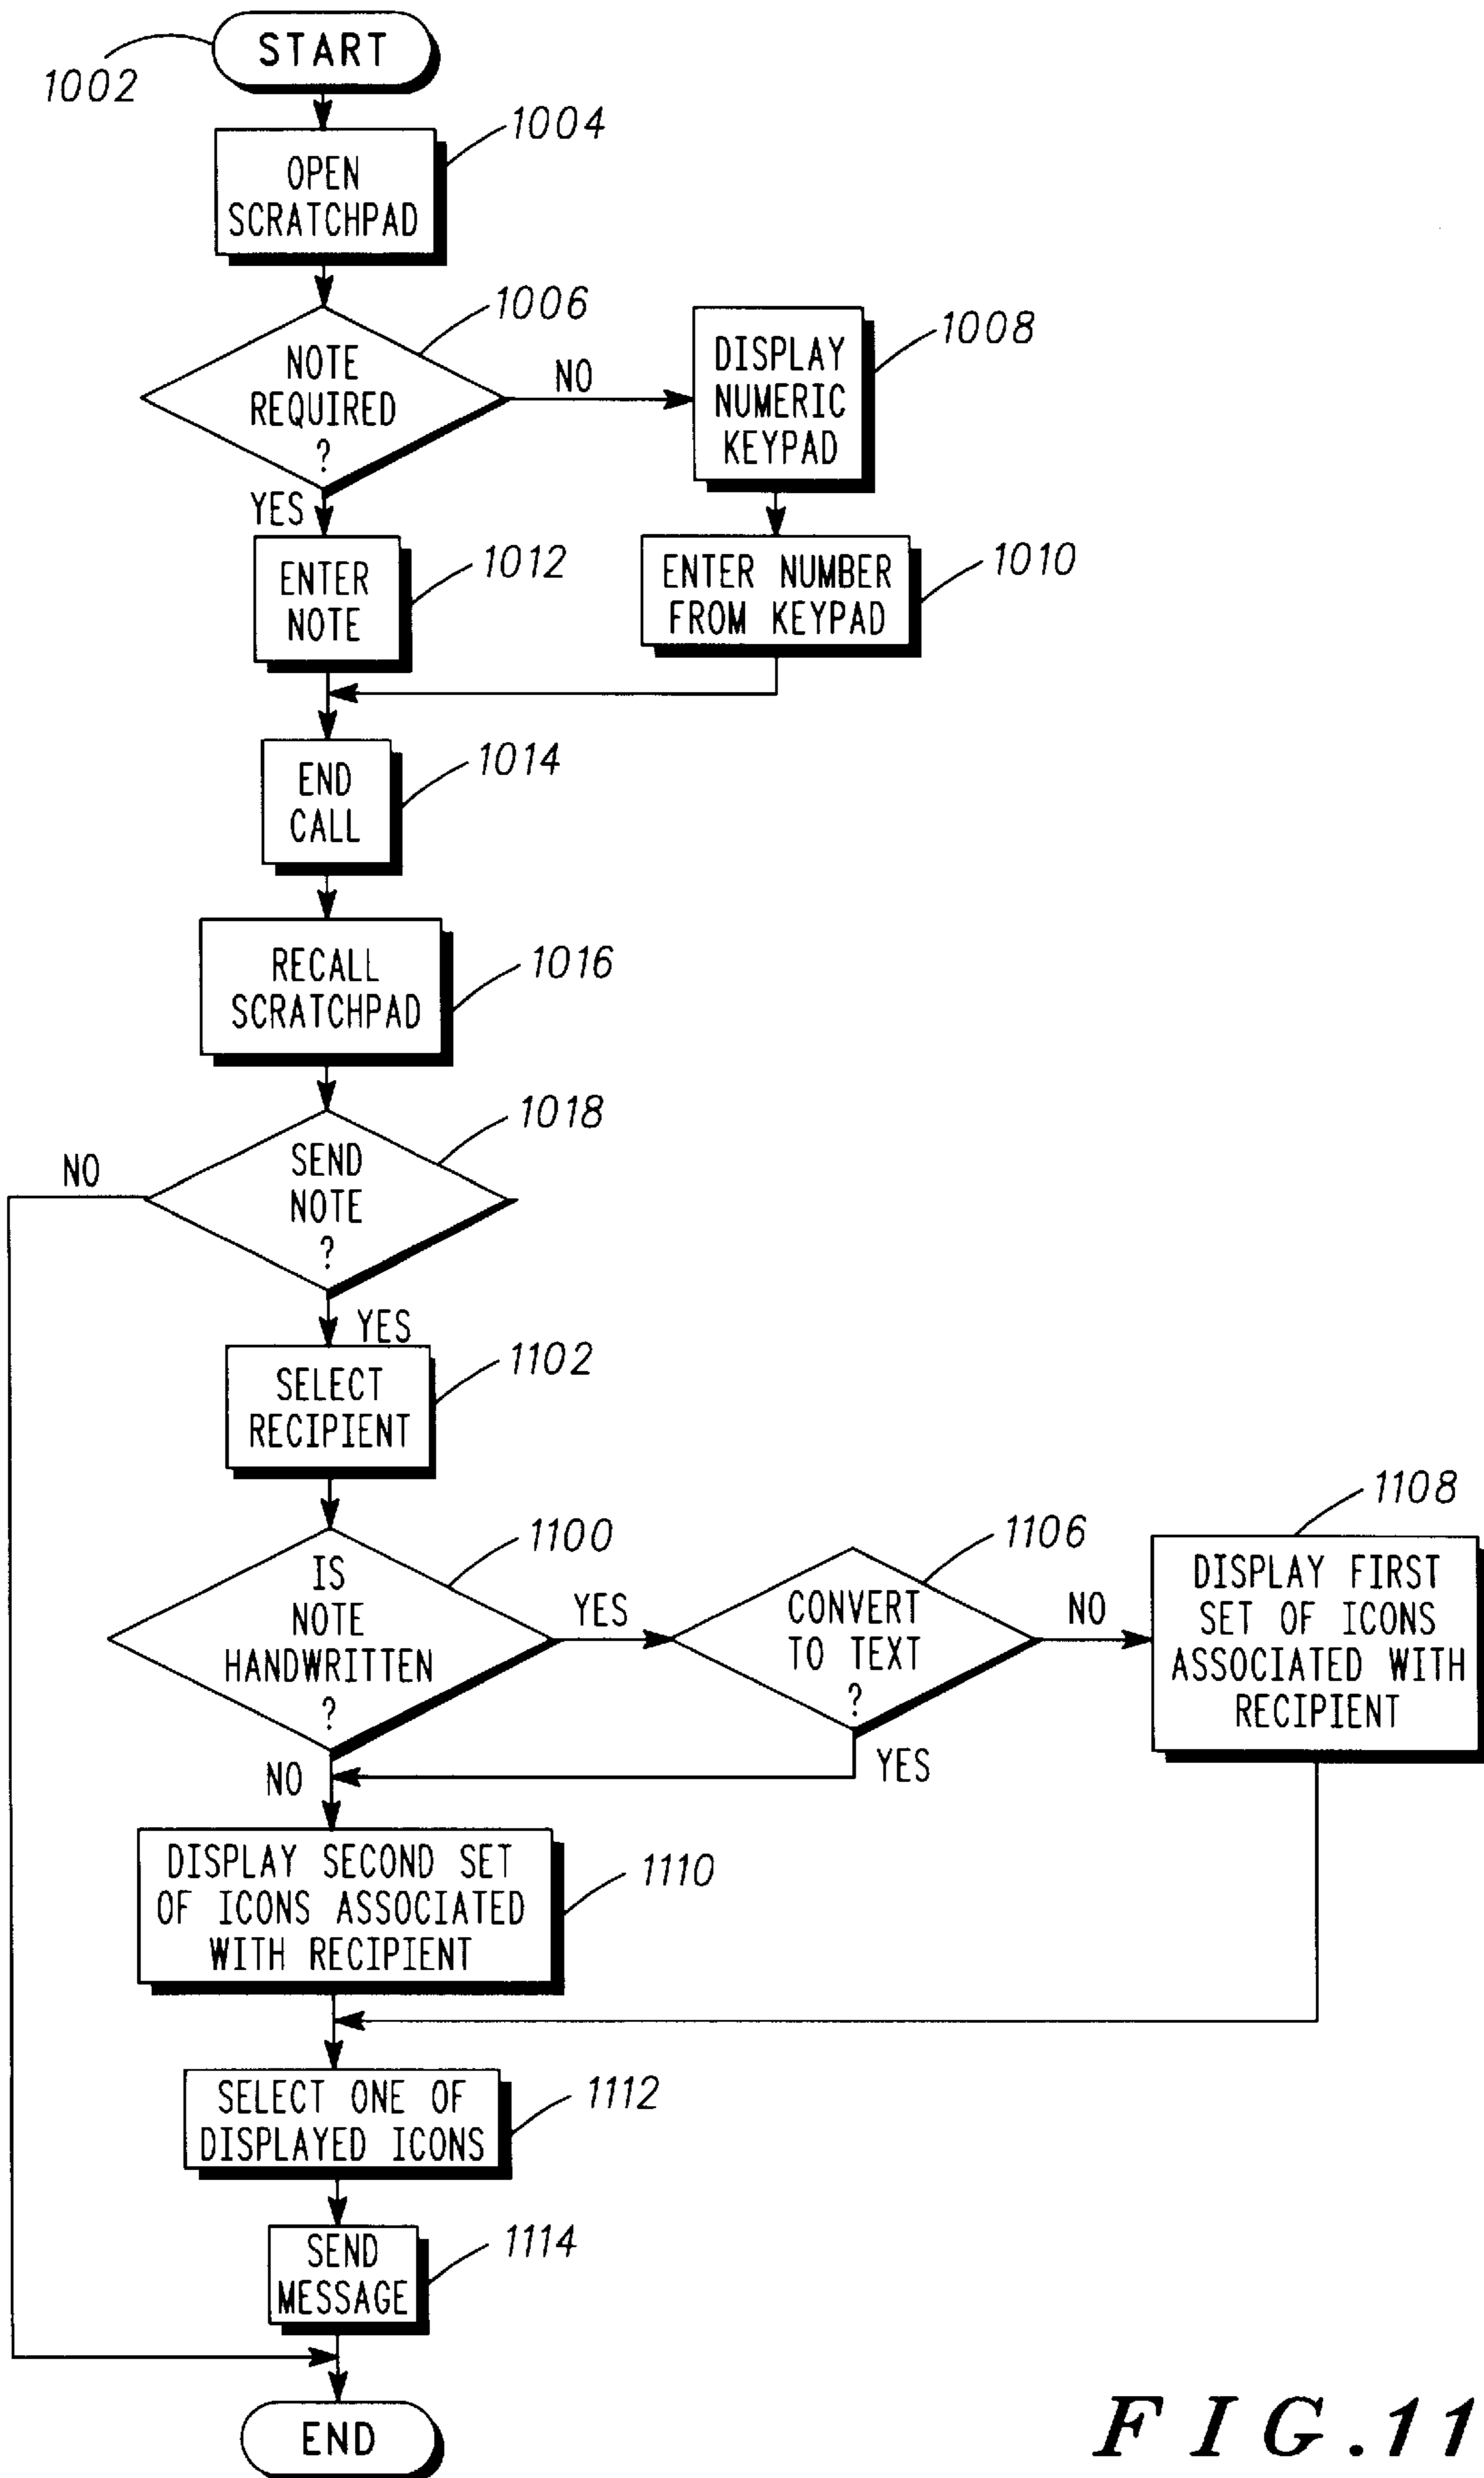 START
1002
1004
OPEN
SCRATCHPAD
1006
NOTE
REQUIRED
?
NO
1008
DISPLAY
NUMERIC
KEYPAD
YES
1012
ENTER
NOTE
1010
ENTER NUMBER
FROM KEYPAD
1014
END
CALL
1016
RECALL
SCRATCHPAD
1018
SEND
NOTE
?
NO
YES
1102
SELECT
RECIPIENT
1100
IS
NOTE
HANDWRITTEN
?
YES
1106
CONVERT
TO TEXT
?
NO
1108
DISPLAY FIRST
SET OF ICONS
ASSOCIATED WITH
RECIPIENT
NO
YES
1110
DISPLAY SECOND SET
OF ICONS ASSOCIATED
WITH RECIPIENT
1112
SELECT ONE OF
DISPLAYED ICONS
1114
SEND
MESSAGE
END
FIG.11